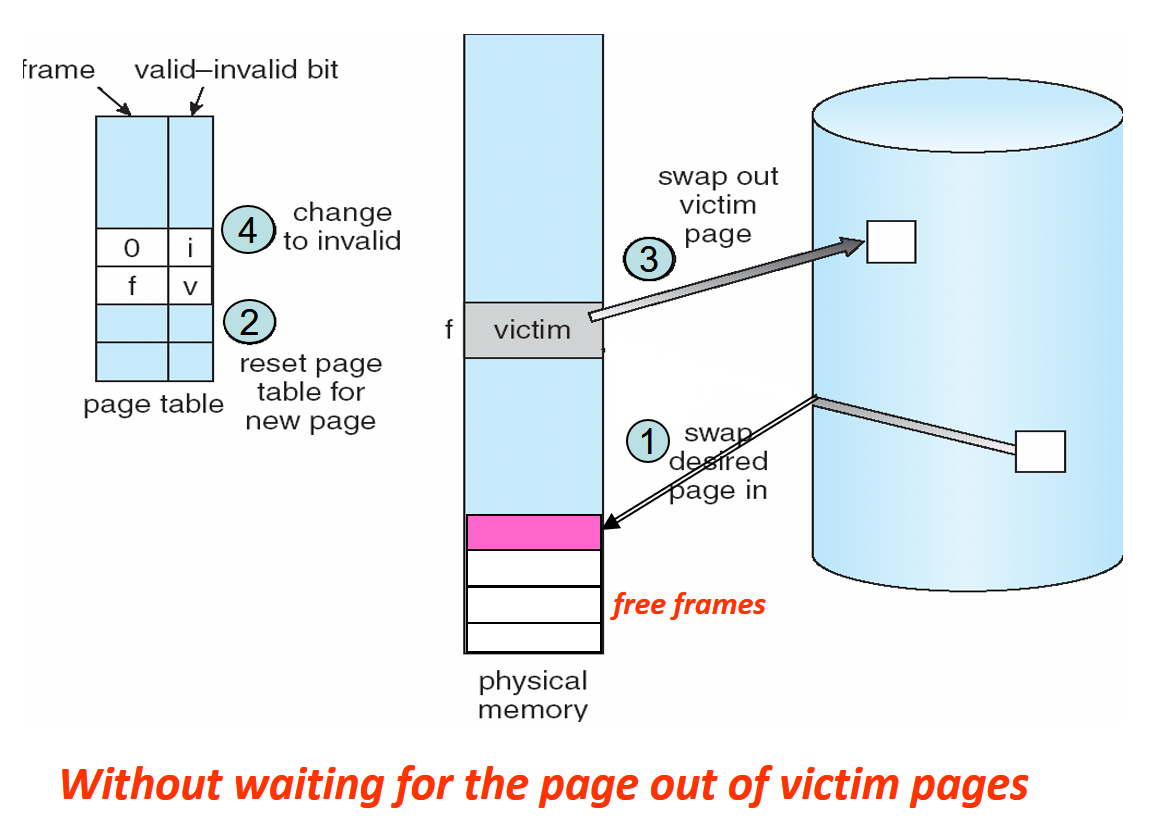 frame
valid–invalid bit
0 i
f v
4
change
to invalid
2
reset page
table for
new page
page table
f
victim
physical
memory
3
swap out
victim
page
1
swap
desired
page in
free frames
Without waiting for the page out of victim pages